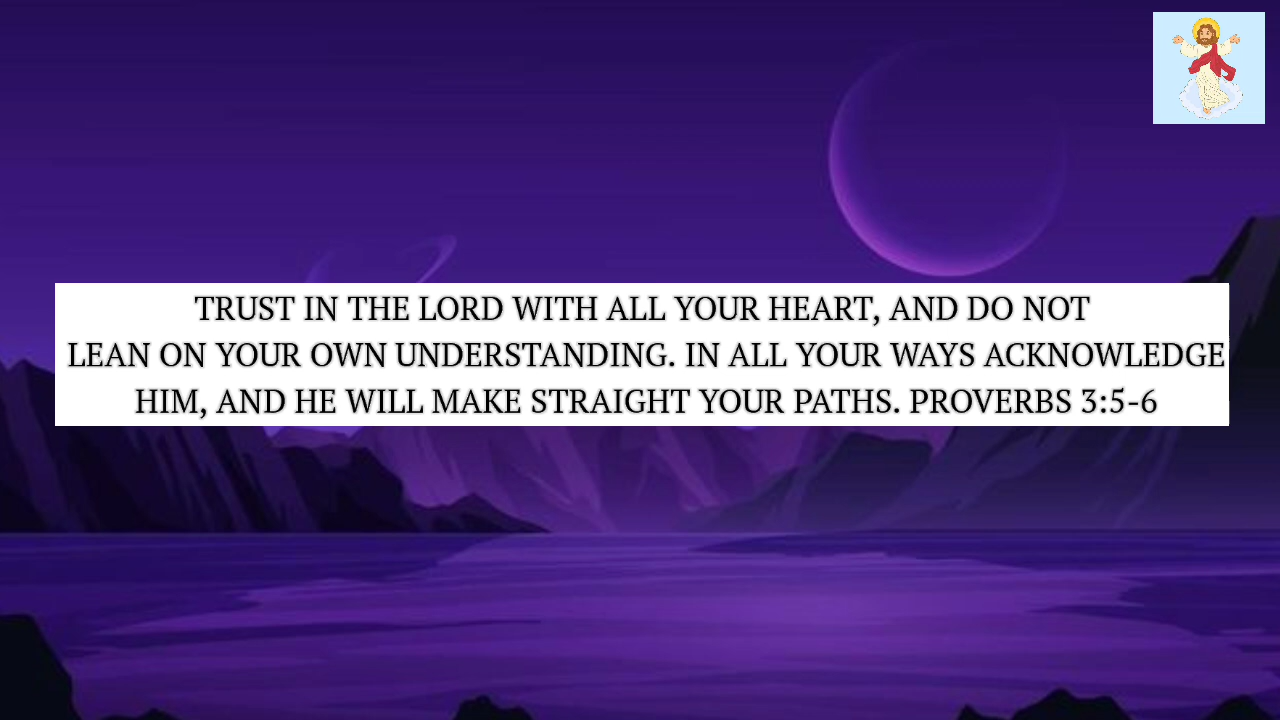 TRUST IN THE LORD WITH ALL YOUR HEART, AND DO NOT
LEAN ON YOUR OWN UNDERSTANDING. IN ALL YOUR WAYS ACKNOWLEDGE
HIM, AND HE WILL MAKE STRAIGHT YOUR PATHS. PROVERBS 3:5-6